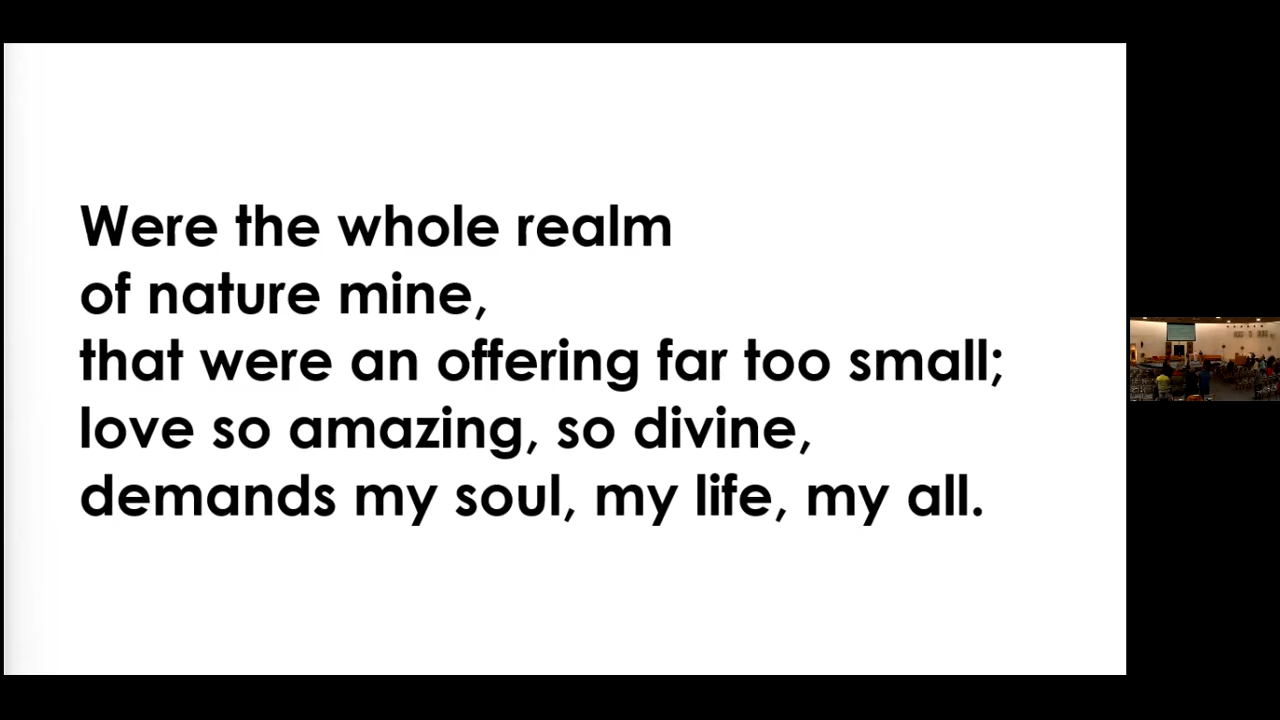 Were the whole realm
of nature mine,
that were an offering far too small;
love so amazing, so divine,
demands my soul, my life, my all.